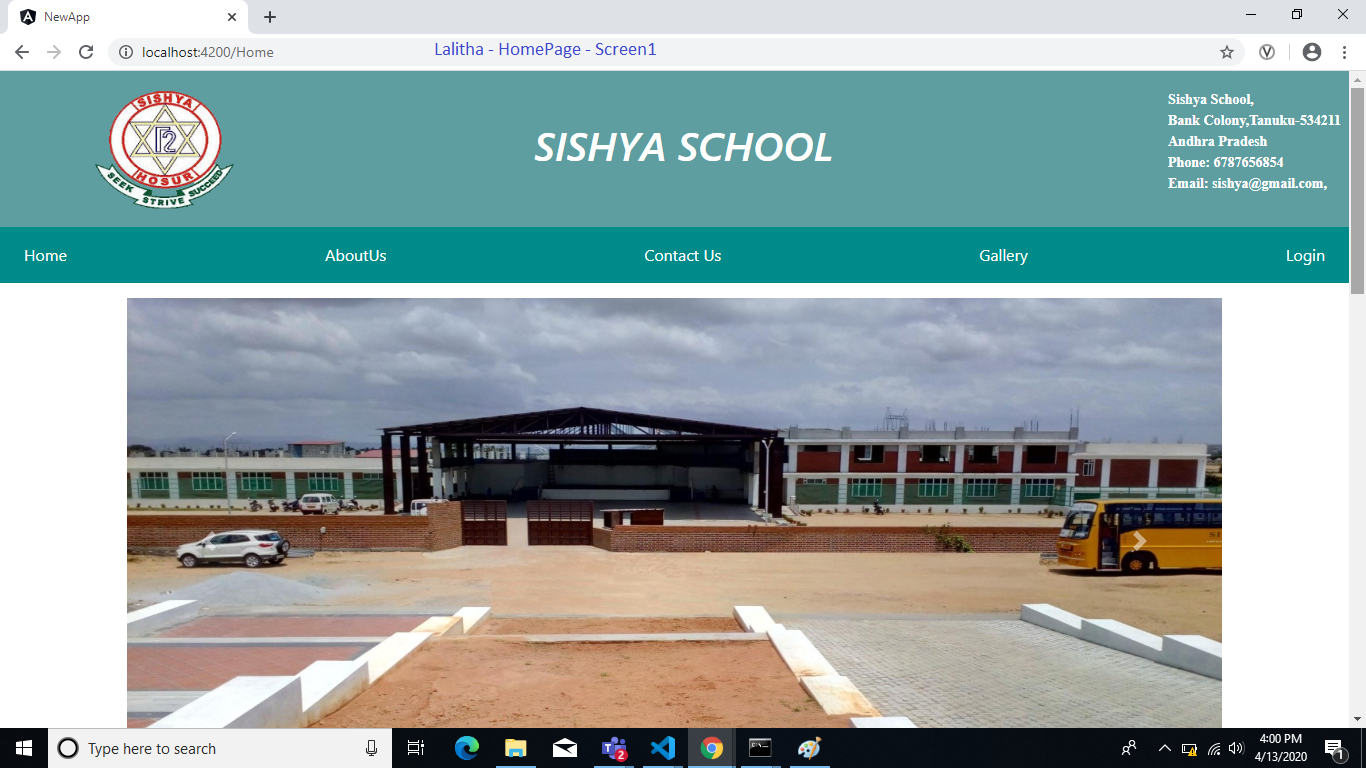 NewApp
localhost:4200/Home
Lalitha - HomePage - Screen1
SISHYA
HOSUR
SEEK
STRIVE
SUCCEED
SISHYA SCHOOL
Sishya School,
Bank Colony,Tanuku-534211
Andhra Pradesh
Phone: 6787656854
Email: sishya@gmail.com,
Home AboutUs Contact Us Gallery Login
Type here to search
2
4:00 PM
4/13/2020
1